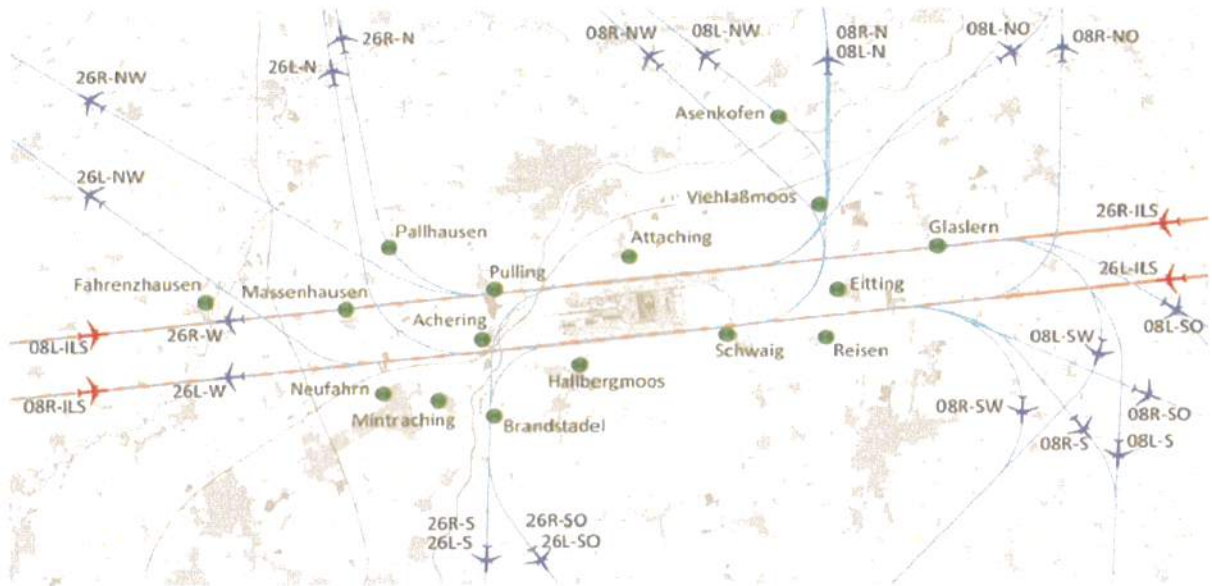 26R-N
08R-NW
08L-NW
08R-N
08L-N
08L-NO
08R-NO
26L-N
26R-NW
Asenkofen
26L-NW
Viehlaßmoos
26R-ILS
Glaslern
Pallhausen
Attaching
26L-ILS
Pulling
Eitting
Fahrenzhausen
Massenhausen
08L-SO
Achering
08L-ILS
26R-W
08L-SW
Schwaig
Reisen
Hallbergmoos
26L-W
Neufahrn
08R-ILS
08R-SW
08R-SO
Mintraching
Brandstadel
08R-S
08L-S
26R-S
26L-S
26R-SO
26L-SO